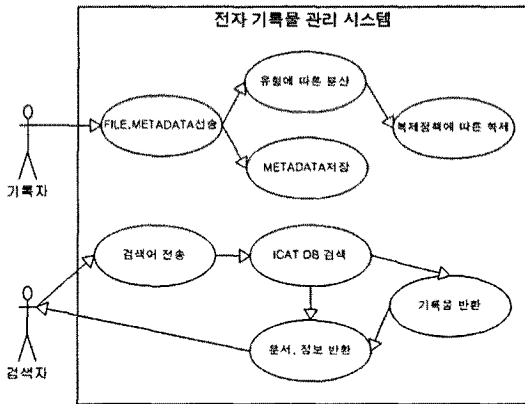 전자 기록물 관리 시스템
유형에 따른 분산
FILE,METADATA전송
복제정책에 따른 복제
METADATA저장
기록자
검색어 전송
ICAT DB 검색
기록물 반환
문서, 정보 반환
검색자